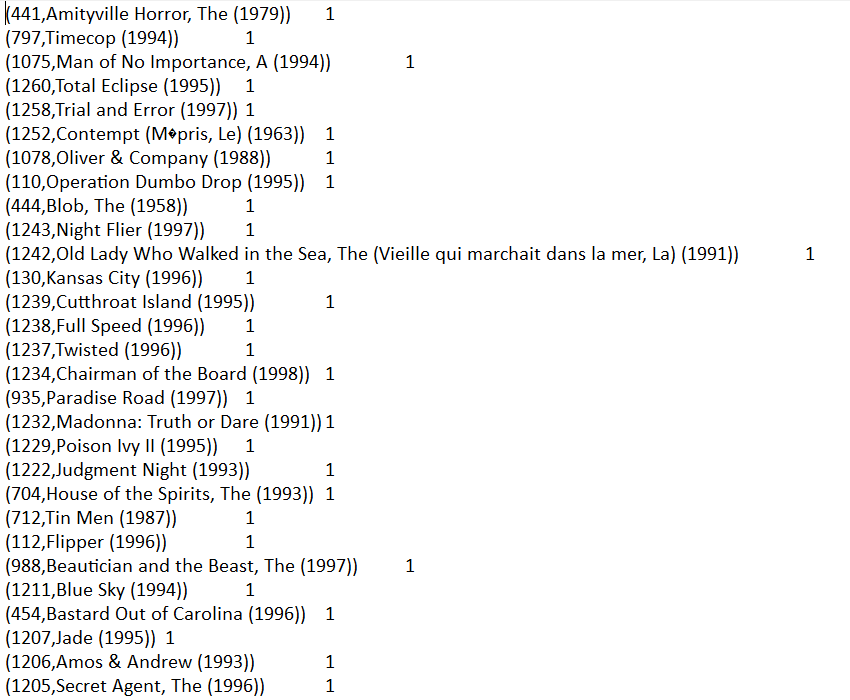 (441,Amityville Horror, The (1979))	1
(797,Timecop (1994))	1
(1075,Man of No Importance, A (1994))	1
(1260,Total Eclipse (1995))	1
(1258,Trial and Error (1997))	1
(1252,Contempt (M�pris, Le) (1963))	1
(1078,Oliver & Company (1988))	1
(110,Operation Dumbo Drop (1995))	1
(444,Blob, The (1958))	1
(1243,Night Flier (1997))	1
(1242,Old Lady Who Walked in the Sea, The (Vieille qui marchait dans la mer, La) (1991))	1
(130,Kansas City (1996))	1
(1239,Cutthroat Island (1995))	1
(1238,Full Speed (1996))	1
(1237,Twisted (1996))	1
(1234,Chairman of the Board (1998))	1
(935,Paradise Road (1997))	1
(1232,Madonna: Truth or Dare (1991))	1
(1229,Poison Ivy II (1995))	1
(1222,Judgment Night (1993))	1
(704,House of the Spirits, The (1993))	1
(712,Tin Men (1987))	1
(112,Flipper (1996))	1
(988,Beautician and the Beast, The (1997))	1
(1211,Blue Sky (1994))	1
(454,Bastard Out of Carolina (1996))	1
(1207,Jade (1995))	1
(1206,Amos & Andrew (1993))	1
(1205,Secret Agent, The (1996))	1